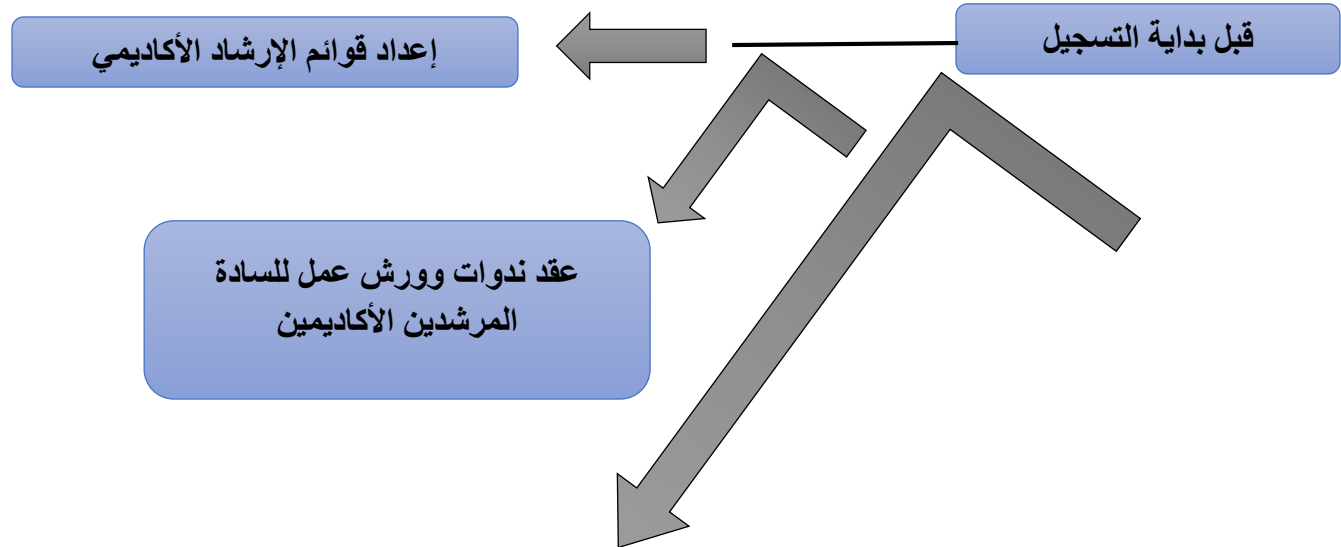 قبل بداية التسجيل
إعداد قوائم الإرشاد الأكاديمي
عقد ندوات وورش عمل للسادة
المرشدين الأكاديمين